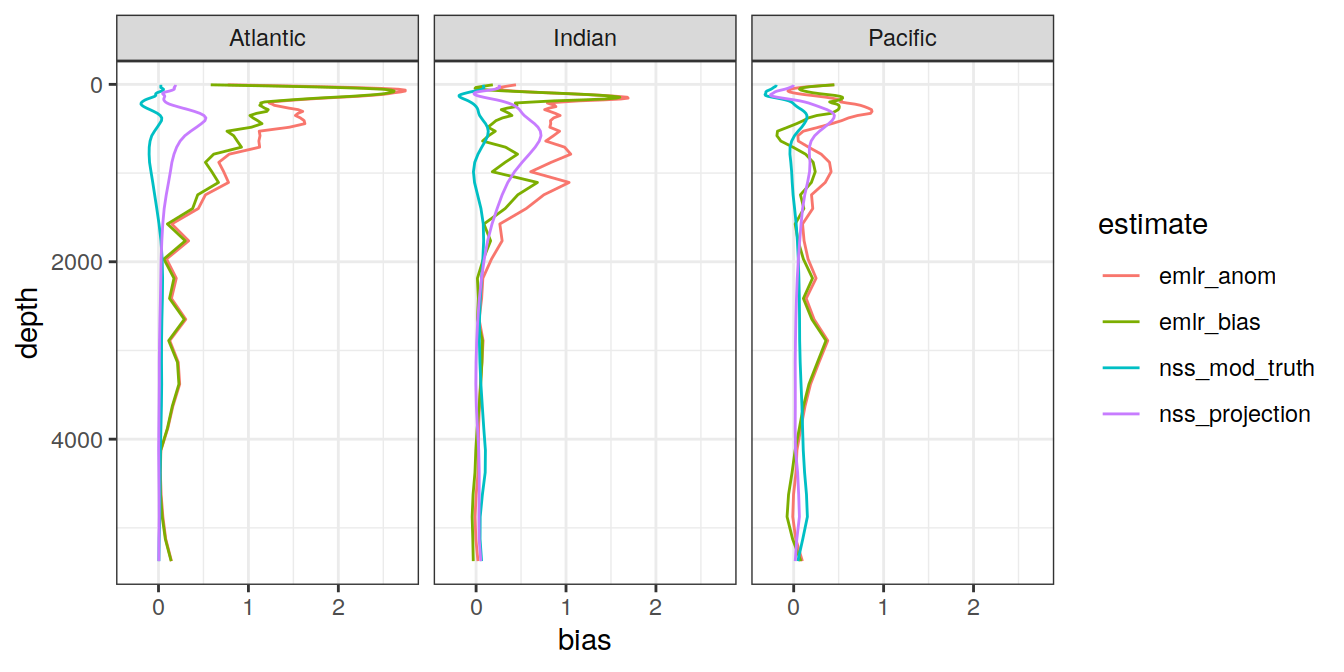 Atlantic Indian Pacific
0
2000
4000
depth
0 1 2 0 1 2 0 1 2
bias
estimate
emlr_anom
emlr_bias
nss_mod_truth
nss_projection